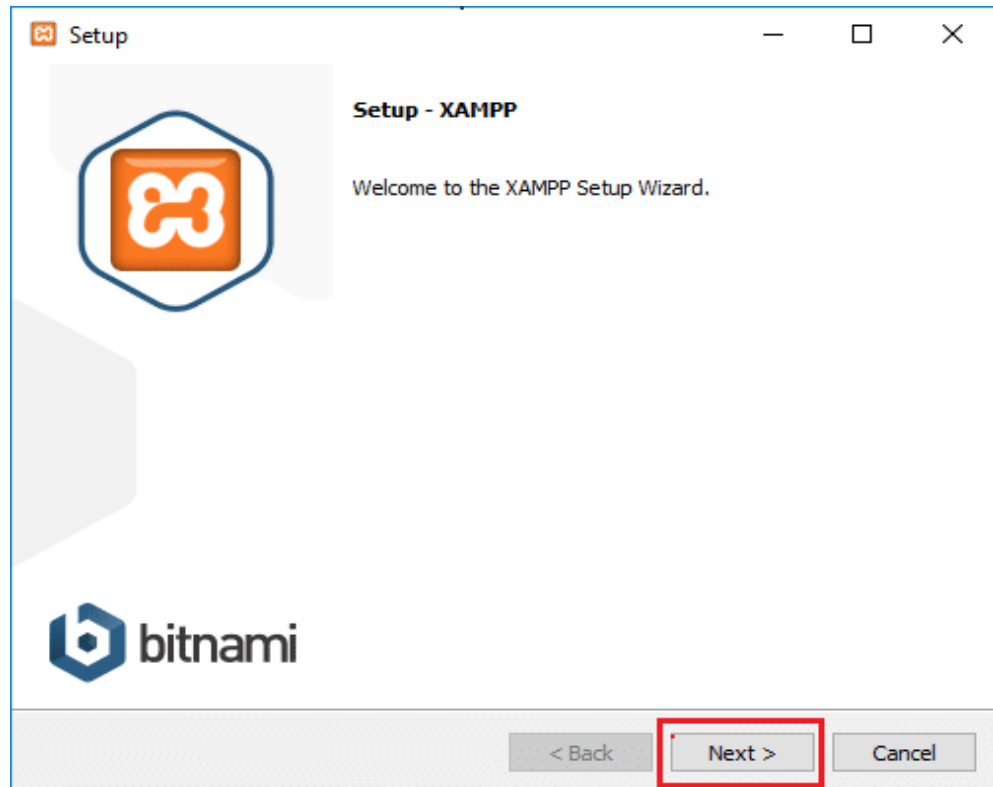 Setup
Setup - XAMPP
Welcome to the XAMPP Setup Wizard.
bitnami
< Back
Next >
Cancel